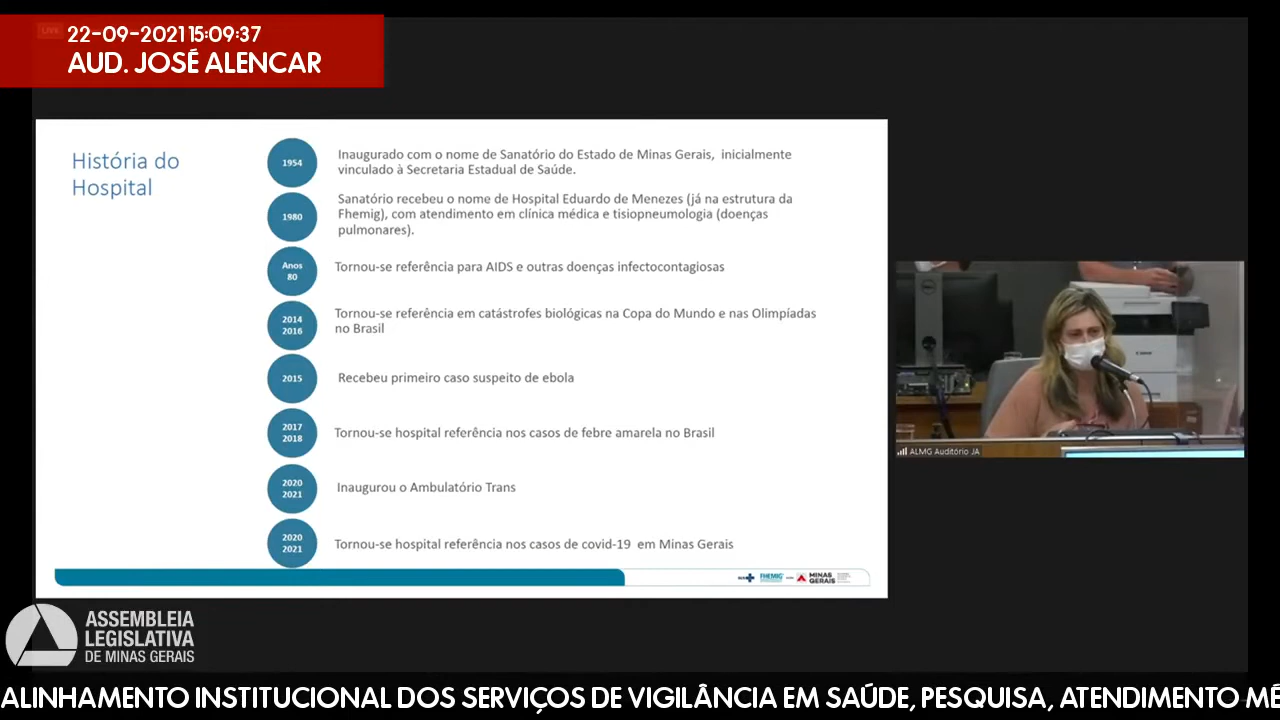 22-09-2021 15:09:37
AUD. JOSÉ ALENCAR
História do
Hospital
1954
Inaugurado com o nome de Sanatório do Estado de Minas Gerais, inicialmente
vinculado à Secretaria Estadual de Saúde.
1980
Sanatório recebeu o nome de Hospital Eduardo de Menezes (já na estrutura da
Fhemig), com atendimento em clínica médica e tisiopneumologia (doenças
pulmonares).
Anos
80
Tornou-se referência para AIDS e outras doenças infectocontagiosas
2014
2016
Tornou-se referência em catástrofes biológicas na Copa do Mundo e nas Olimpíadas
no Brasil
2015
Recebeu primeiro caso suspeito de ebola
2017
2018
Tornou-se hospital referência nos casos de febre amarela no Brasil
2020
2021
Inaugurou o Ambulatório Trans
2020
2021
Tornou-se hospital referência nos casos de covid-19 em Minas Gerais
FHEMIG
MINAS
GERAIS
ALMG Auditório JA
ASSEMBLEIA
LEGISLATIVA
DE MINAS GERAIS
ALINHAMENTO INSTITUCIONAL DOS SERVIÇOS DE VIGILÂNCIA EM SAÚDE, PESQUISA, ATENDIMENTO MÉ